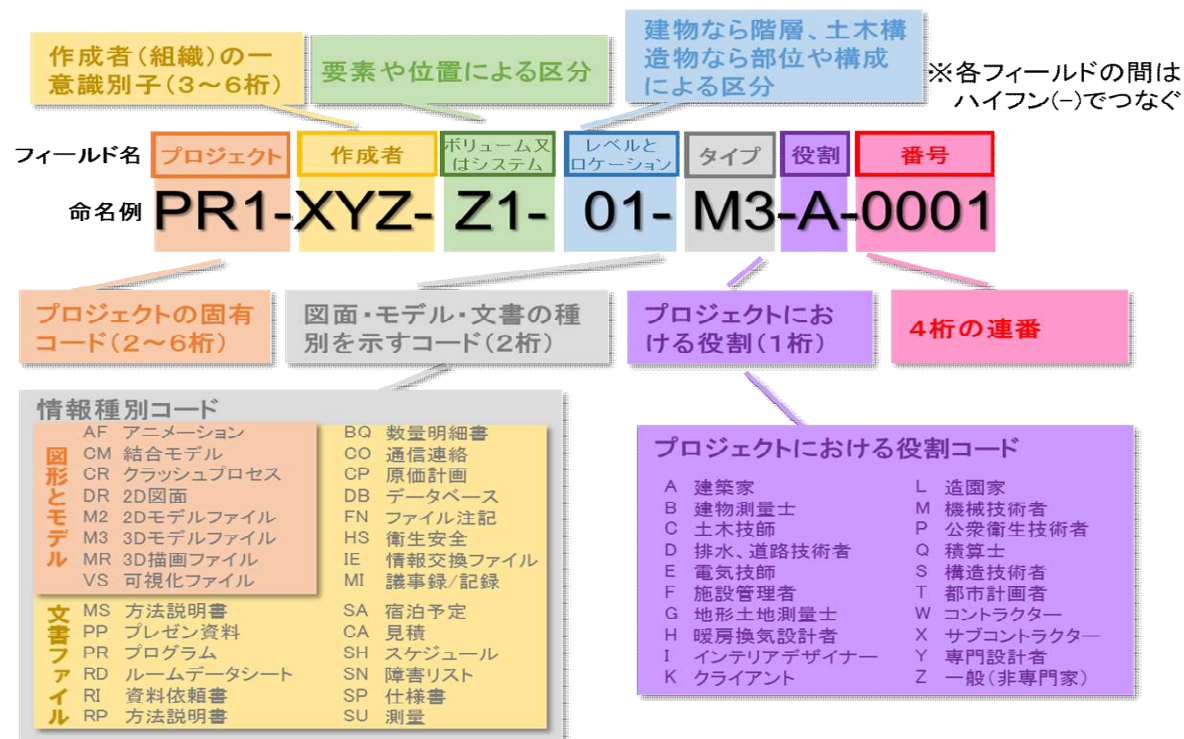 作成者(組織)の一
意識別子(3～6桁)
要素や位置による区分
建物なら階層、土木構
造物なら部位や構成
による区分
※各フィールドの間は
ハイフン(-)でつなぐ
フィールド名
プロジェクト
作成者
ボリューム又
はシステム
レベルと
ロケーション
タイプ
役割
番号
命名例
PR1-XYZ- Z1- 01- M3-A-0001
プロジェクトの固有
コード(2～6桁)
図面・モデル・文書の種
別を示すコード(2桁)
プロジェクトにお
ける役割(1桁)
4桁の連番
情報種別コード
図形とモデル
AF アニメーション
CM 結合モデル
CR クラッシュプロセス
DR 2D図面
M2 2Dモデルファイル
M3 3Dモデルファイル
MR 3D描画ファイル
VS 可視化ファイル
文書ファイル
MS 方法説明書
PP プレゼン資料
PR プログラム
RD ルームデータシート
RI 資料依頼書
RP 方法説明書
BQ 数量明細書
CO 通信連絡
CP 原価計画
DB データベース
FN ファイル注記
HS 衛生安全
IE 情報交換ファイル
MI 議事録/記録
SA 宿泊予定
CA 見積
SH スケジュール
SN 障害リスト
SP 仕様書
SU 測量
プロジェクトにおける役割コード
A 建築家
B 建物測量士
C 土木技師
D 排水、道路技術者
E 電気技師
F 施設管理者
G 地形土地測量士
H 暖房換気設計者
I インテリアデザイナー
K クライアント
L 造園家
M 機械技術者
P 公衆衛生技術者
Q 積算士
S 構造技術者
T 都市計画者
W コントラクター
X サブコントラクター
Y 専門設計者
Z 一般(非専門家)